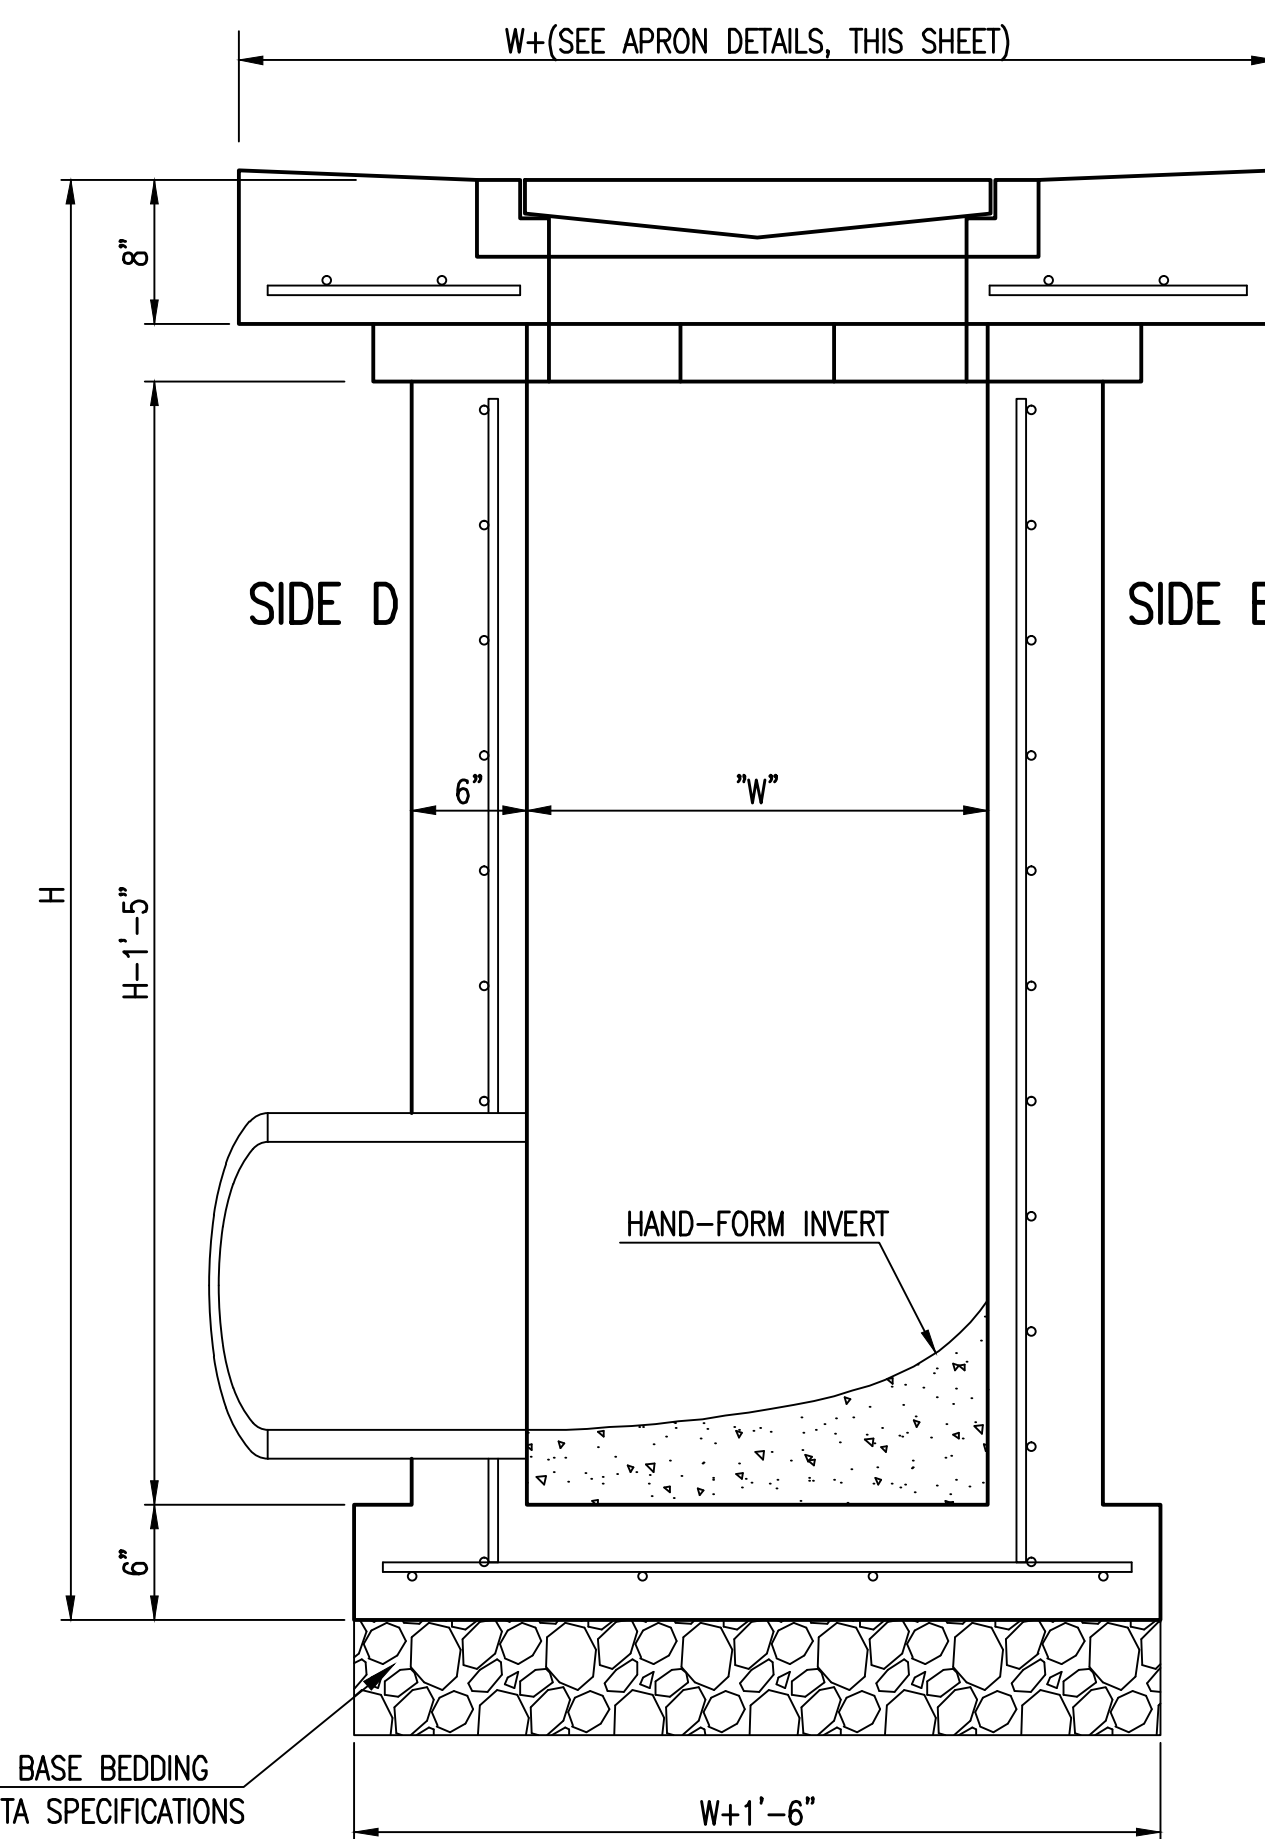 W+(SEE APRON DETAILS, THIS SHEET)
8"
SIDE D
SIDE
6"
"W"
H
H-1'-5"
HAND-FORM INVERT
6"
BASE BEDDING
TA SPECIFICATIONS
W+1'-6"